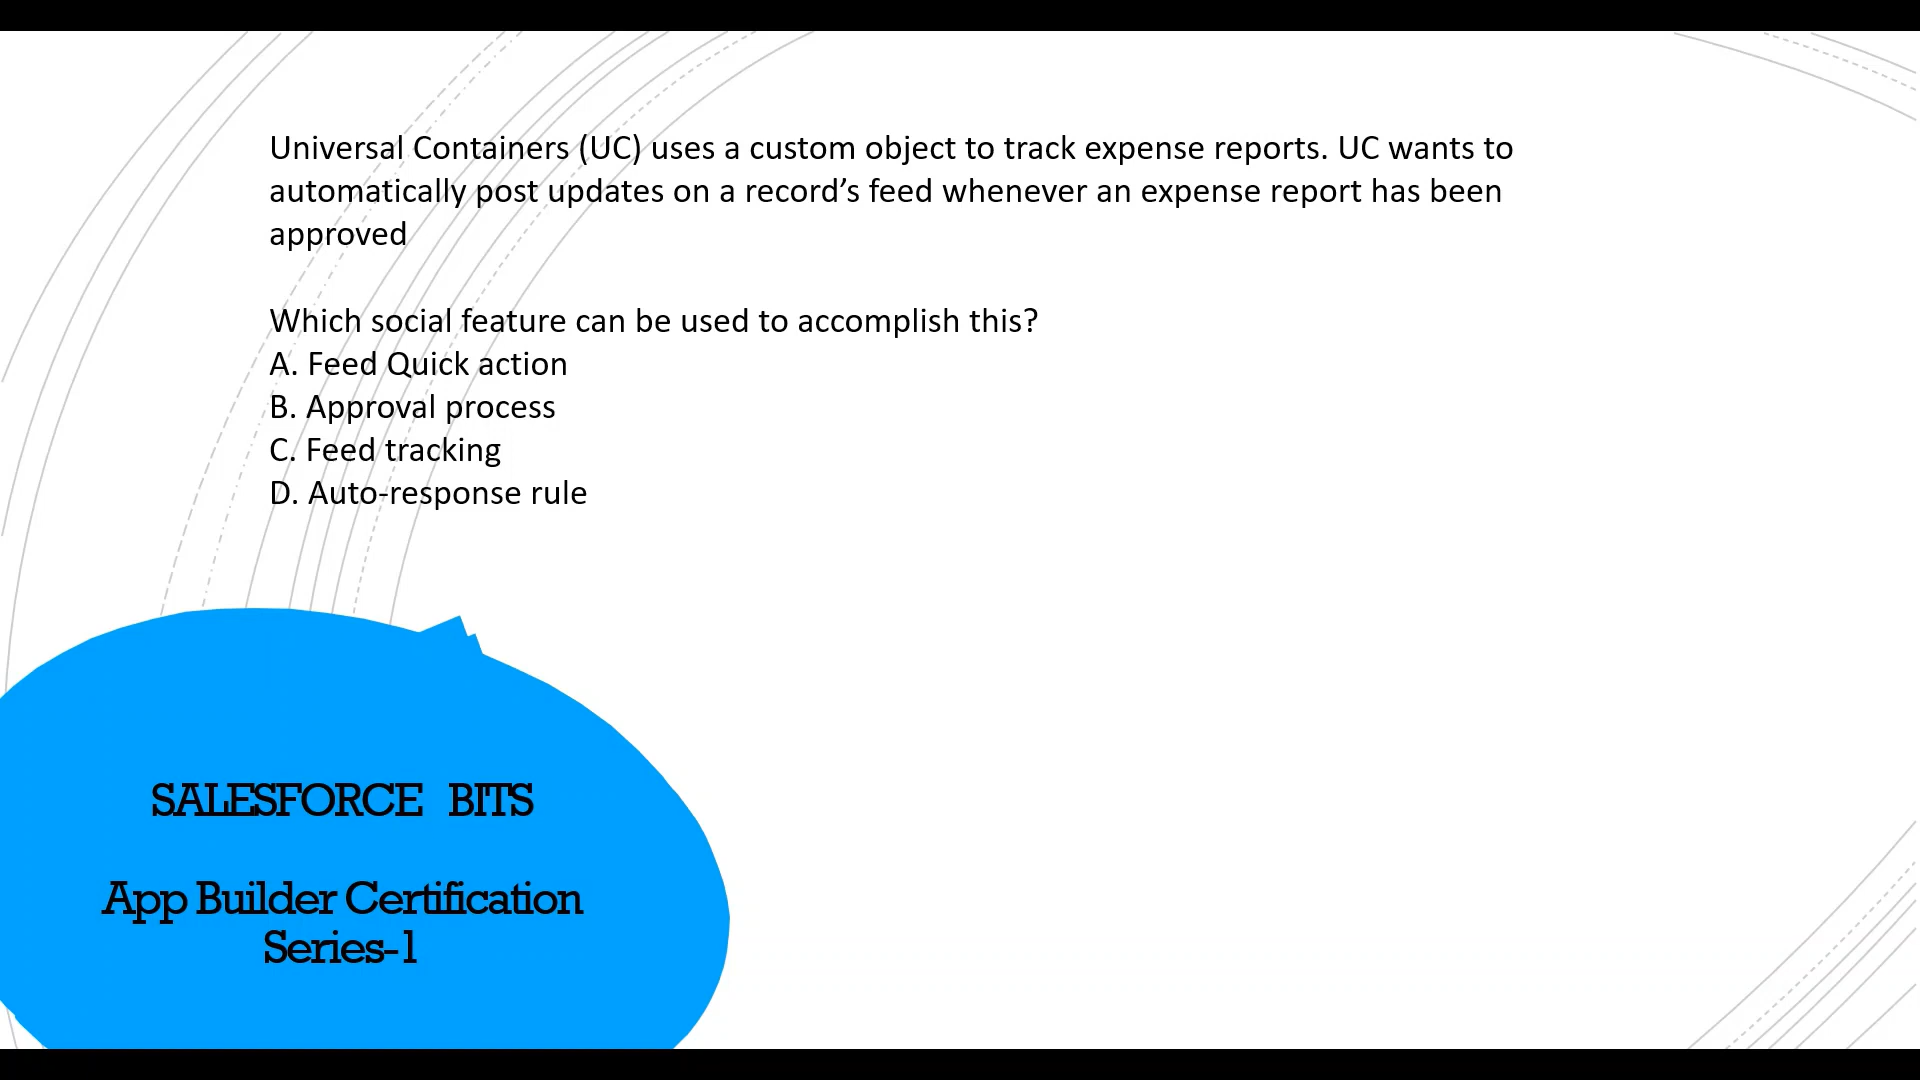 Universal Containers (UC) uses a custom object to track expense reports. UC wants to
automatically post updates on a record’s feed whenever an expense report has been
approved
Which social feature can be used to accomplish this?
A. Feed Quick action
B. Approval process
C. Feed tracking
D. Auto-response rule
SALESFORCE BITS
App Builder Certification
Series-1